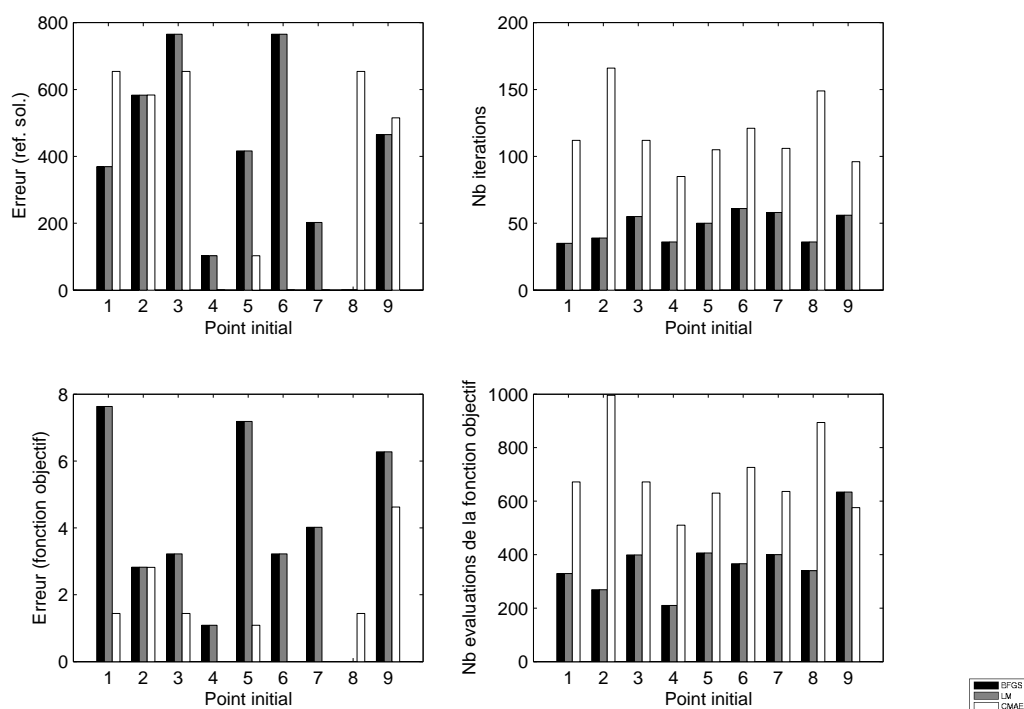 800
600
400
200
0
Erreur (ref. sol.)
1 2 3 4 5 6 7 8 9
Point initial
200
150
100
50
0
Nb iterations
1 2 3 4 5 6 7 8 9
Point initial
8
6
4
2
0
Erreur (fonction objectif)
1 2 3 4 5 6 7 8 9
Point initial
1000
800
600
400
200
0
Nb evaluations de la fonction objectif
1 2 3 4 5 6 7 8 9
Point initial
BFGS
LM
CMAE